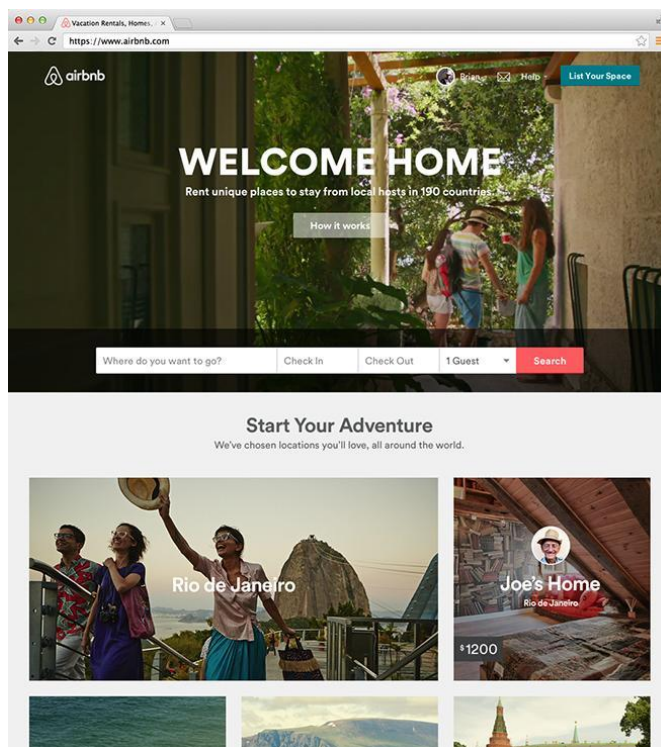 Vacation Rentals, Homes,
https://www.airbnb.com
airbnb
Brian
Help
List Your Space
WELCOME HOME
Rent unique places to stay from local hosts in 190 countries.
How it works
Where do you want to go?
Check In
Check Out
1 Guest
Search
Start Your Adventure
We've chosen locations you'll love, all around the world.
Rio de Janeiro
Joe's Home
Rio de Janeiro
$1200